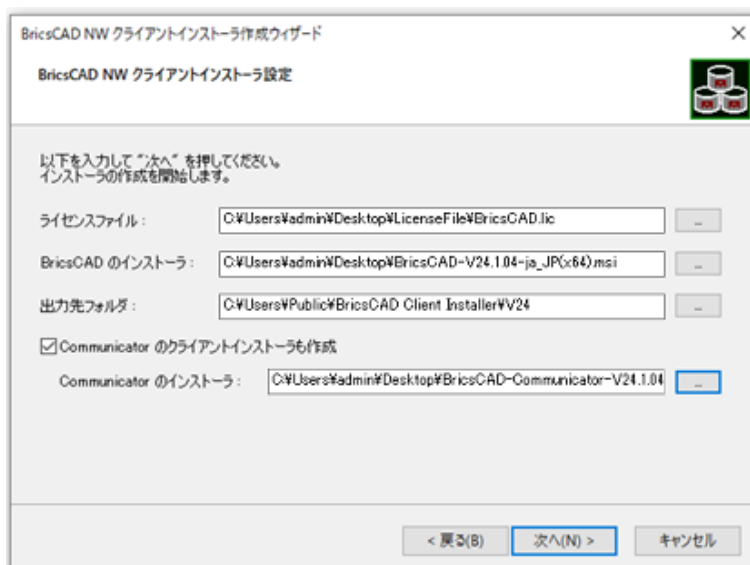 BricsCAD NW クライアントインストーラ作成ウィザード
BricsCAD NW クライアントインストーラ設定
以下を入力して "次へ" を押してください。
インストーラの作成を開始します。
ライセンスファイル : C:¥Users¥admin¥Desktop¥LicenseFile¥BricsCAD.lic ...
BricsCAD のインストーラ : C:¥Users¥admin¥Desktop¥BricsCAD-V24.1.04-ja_JP(x64).msi ...
出力先フォルダ : C:¥Users¥Public¥BricsCAD Client Installer¥V24 ...
Communicator のクライアントインストーラも作成
Communicator のインストーラ : C:¥Users¥admin¥Desktop¥BricsCAD-Communicator-V24.1.04 ...
< 戻る(B) 次へ(N) > キャンセル